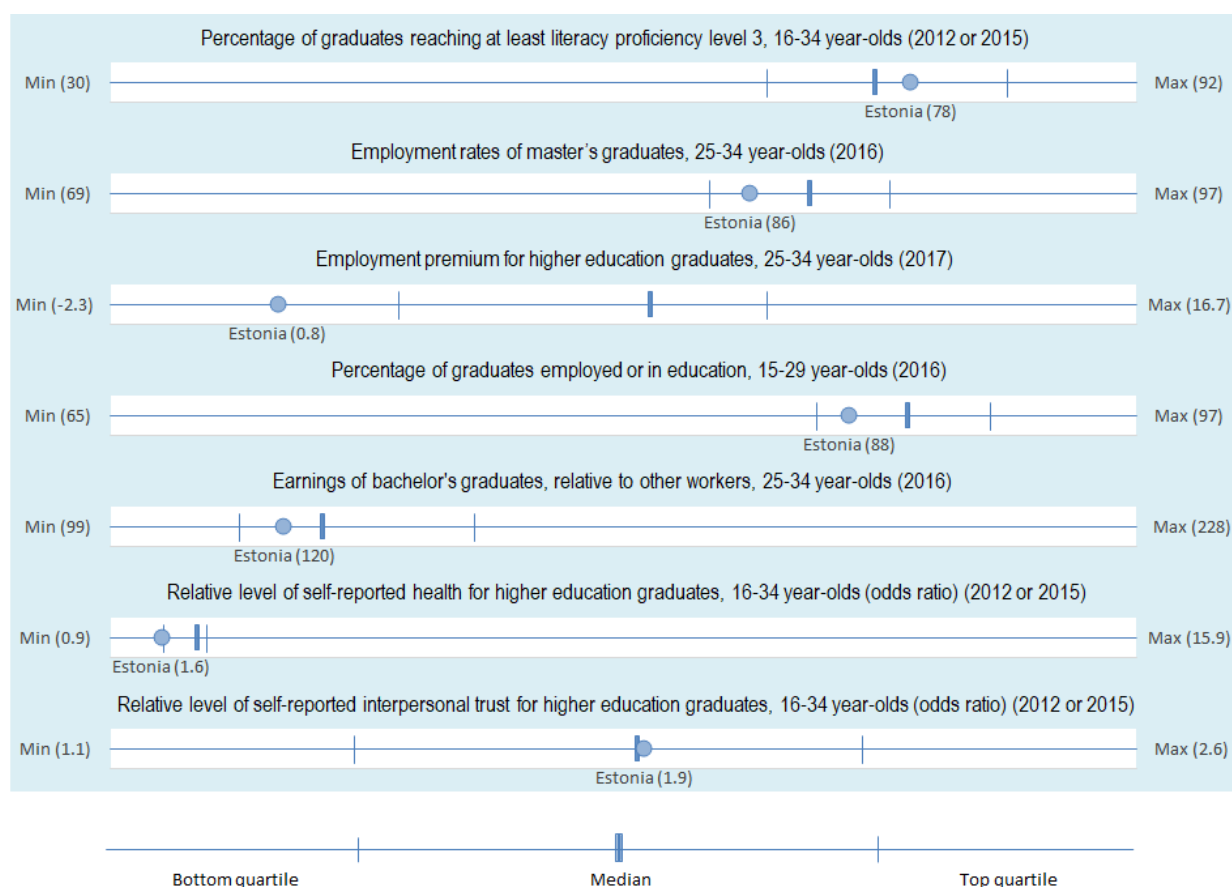 Percentage of graduates reaching at least literacy proficiency level 3, 16-34 year-olds (2012 or 2015)
Min (30) Max (92)
Estonia (78)
Employment rates of master’s graduates, 25-34 year-olds (2016)
Min (69) Max (97)
Estonia (86)
Employment premium for higher education graduates, 25-34 year-olds (2017)
Min (-2.3) Max (16.7)
Estonia (0.8)
Percentage of graduates employed or in education, 15-29 year-olds (2016)
Min (65) Max (97)
Estonia (88)
Earnings of bachelor's graduates, relative to other workers, 25-34 year-olds (2016)
Min (99) Max (228)
Estonia (120)
Relative level of self-reported health for higher education graduates, 16-34 year-olds (odds ratio) (2012 or 2015)
Min (0.9) Max (15.9)
Estonia (1.6)
Relative level of self-reported interpersonal trust for higher education graduates, 16-34 year-olds (odds ratio) (2012 or 2015)
Min (1.1) Max (2.6)
Estonia (1.9)
Bottom quartile Median Top quartile